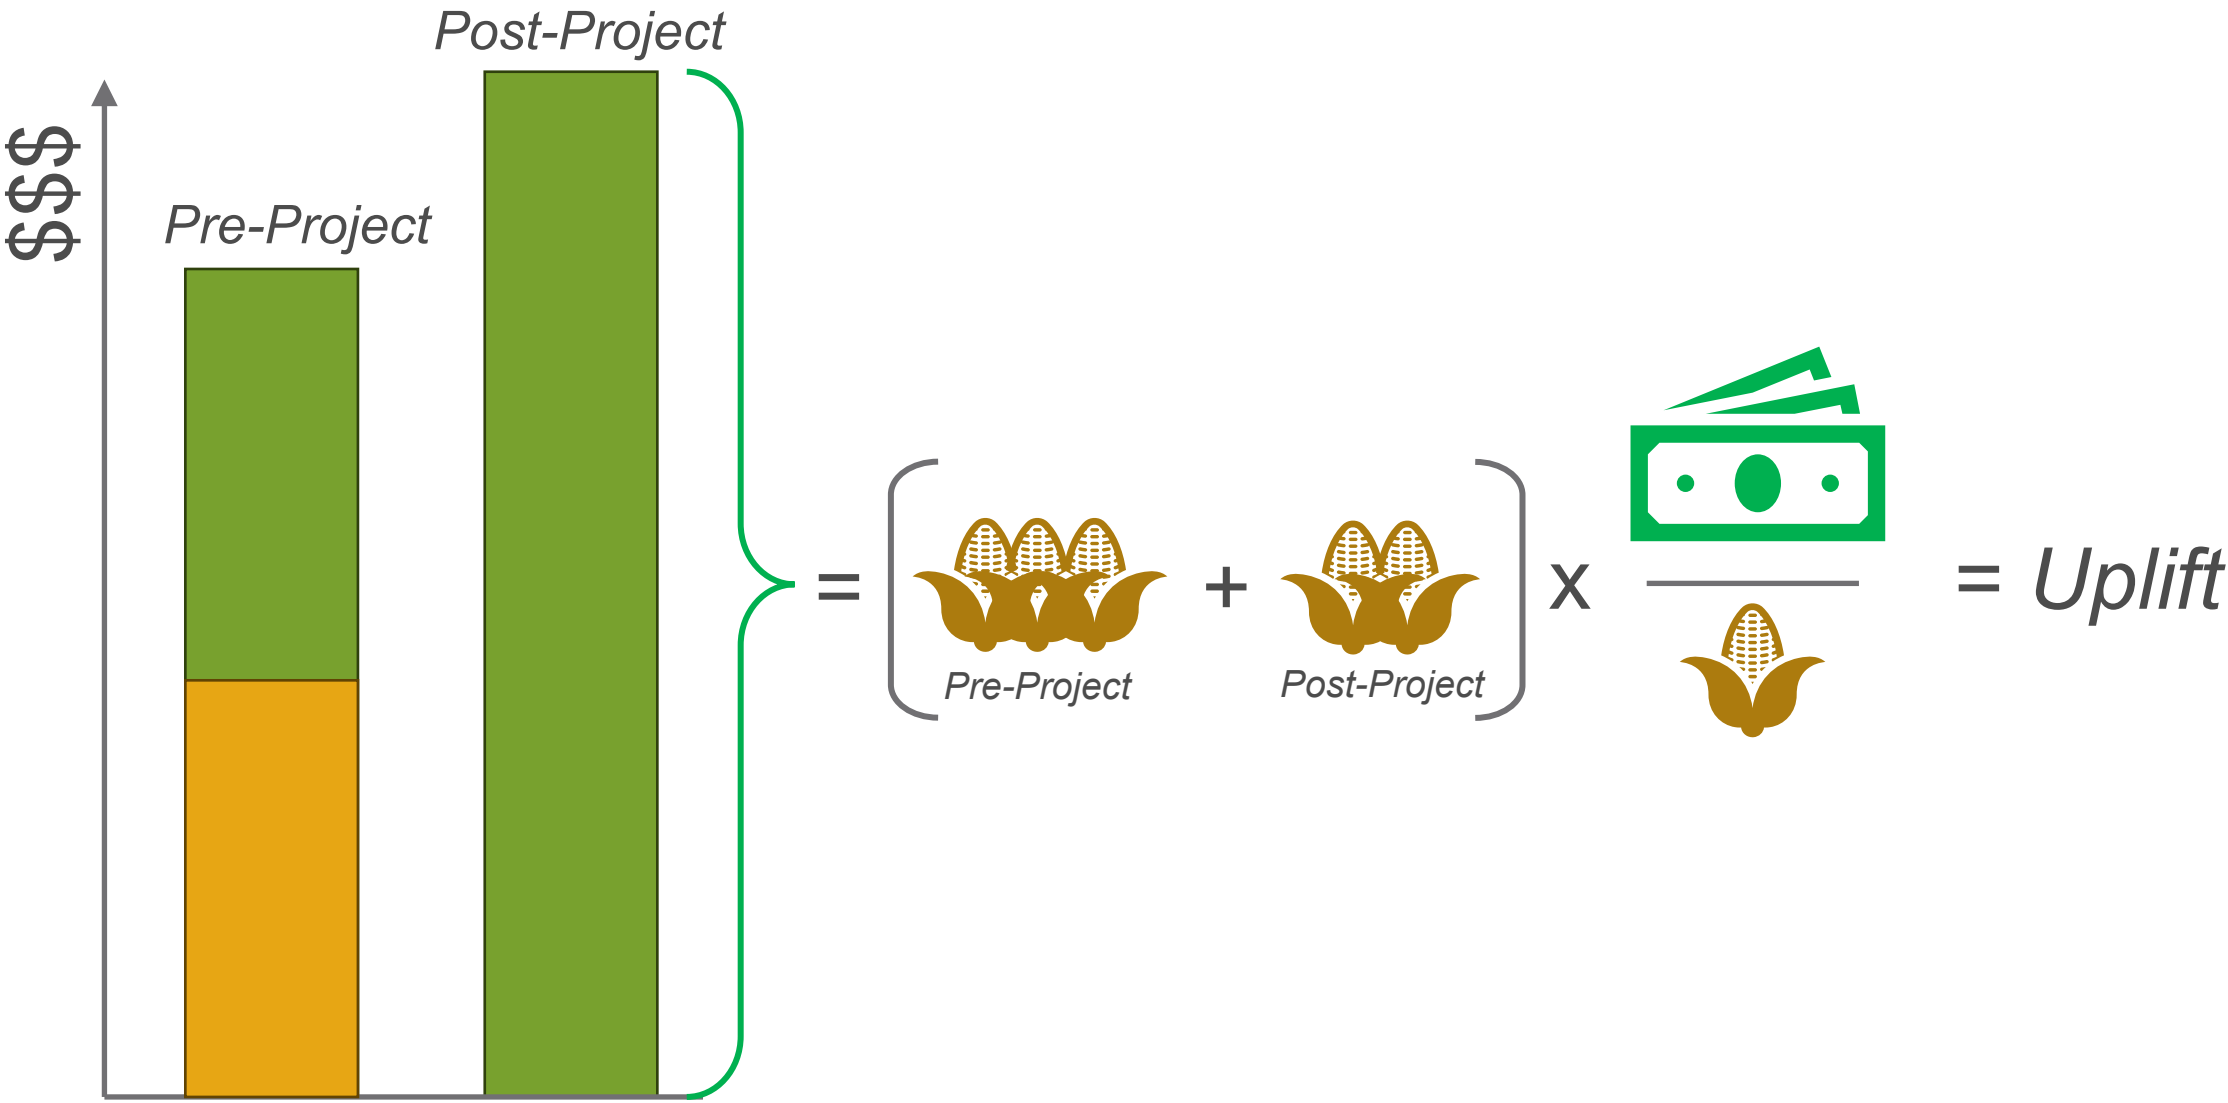 Post-Project
$$$
Pre-Project
= + x = Uplift
Pre-Project
Post-Project